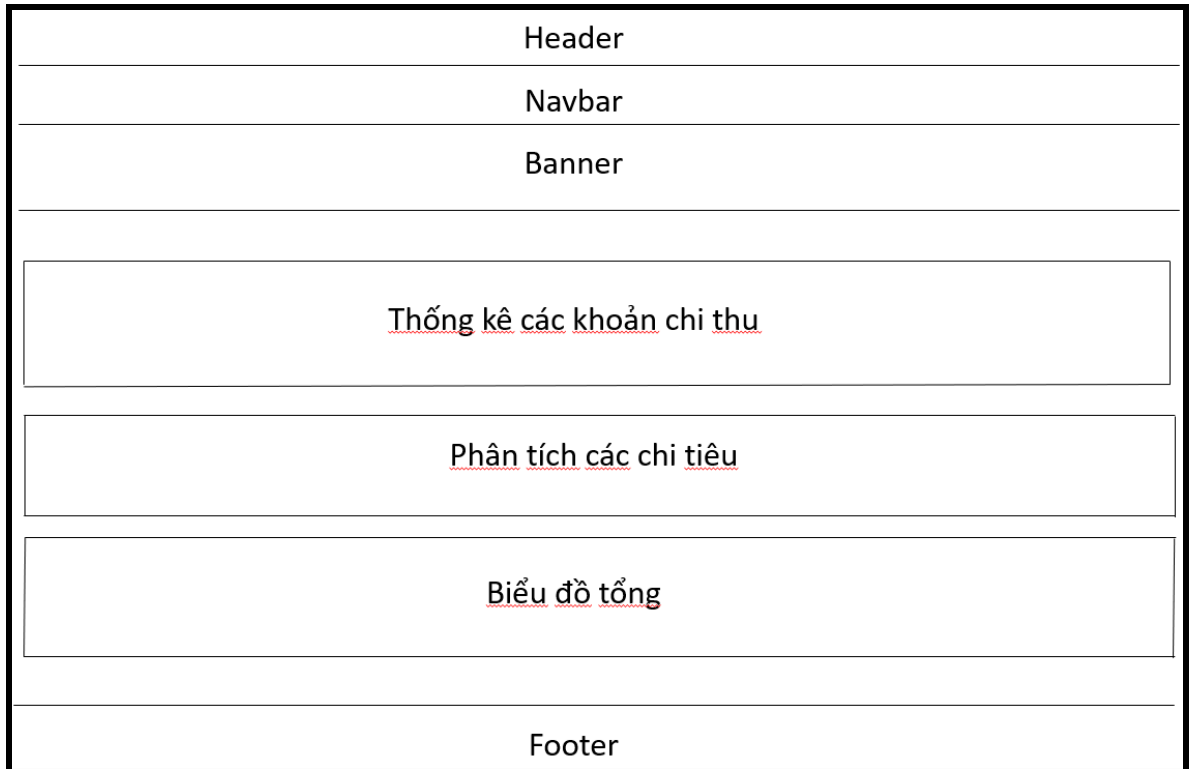 Header
Navbar
Banner
Thống kê các khoản chi thu
Phân tích các chi tiêu
Biểu đồ tổng
Footer